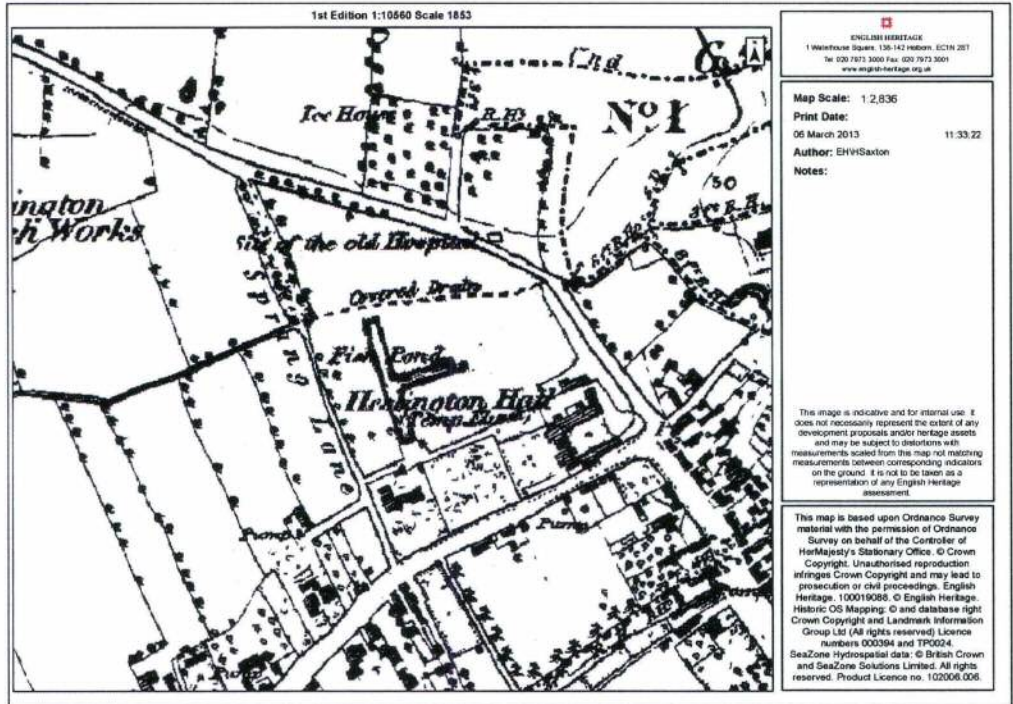 1st Edition 1:10560 Scale 1853
ENGLISH HERITAGE
1 Waterhouse Square, 138-142 Holborn, EC1N 2ST
Tel: 020 7973 3000 Fax: 020 7973 3001
www.english-heritage.org.uk
Map Scale: 1:2,836
Print Date:
06 March 2013 11:33:22
Author: EH\HSaxton
Notes:
This image is indicative and for internal use. It
does not necessarily represent the extent of any
development proposals and/or heritage assets
and may be subject to distortions with
measurements scaled from this map not matching
measurements between corresponding indicators
on the ground. It is not to be taken as a
representation of any English Heritage
assessment.
This map is based upon Ordnance Survey
material with the permission of Ordnance
Survey on behalf of the Controller of
HerMajesty's Stationary Office. © Crown
Copyright. Unauthorised reproduction
infringes Crown Copyright and may lead to
prosecution or civil proceedings. English
Heritage. 100019088. © English Heritage.
Historic OS Mapping: © and database right
Crown Copyright and Landmark Information
Group Ltd (All rights reserved) Licence
numbers 000394 and TP0024.
SeaZone Hydrospatial data: © British Crown
and SeaZone Solutions Limited. All rights
reserved. Product Licence no. 102006.006.
Und
Ice House
R.H.
No 1
50
ington
Works
Site of the old Hospital
Covered Drain
Spring Lane
Fish Pond
Hall
Pump
Pump
Pump